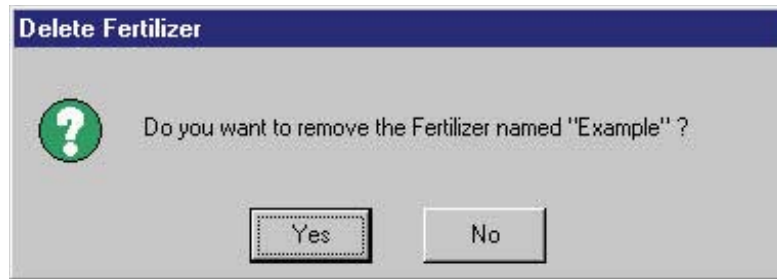 Delete Fertilizer
Do you want to remove the Fertilizer named "Example" ?
Yes
No